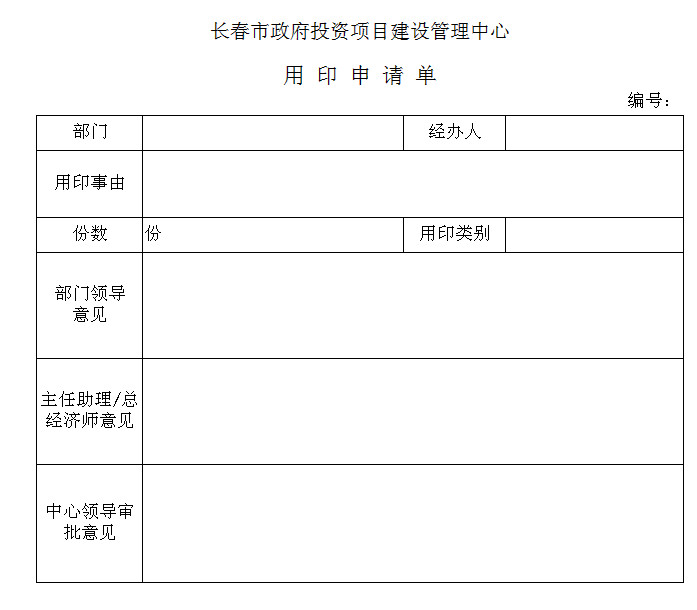 长春市政府投资项目建设管理中心
用 印 申 请 单
编号：
部门 经办人
用印事由
份数 份 用印类别
部门领导
意见
主任助理/总
经济师意见
中心领导审
批意见